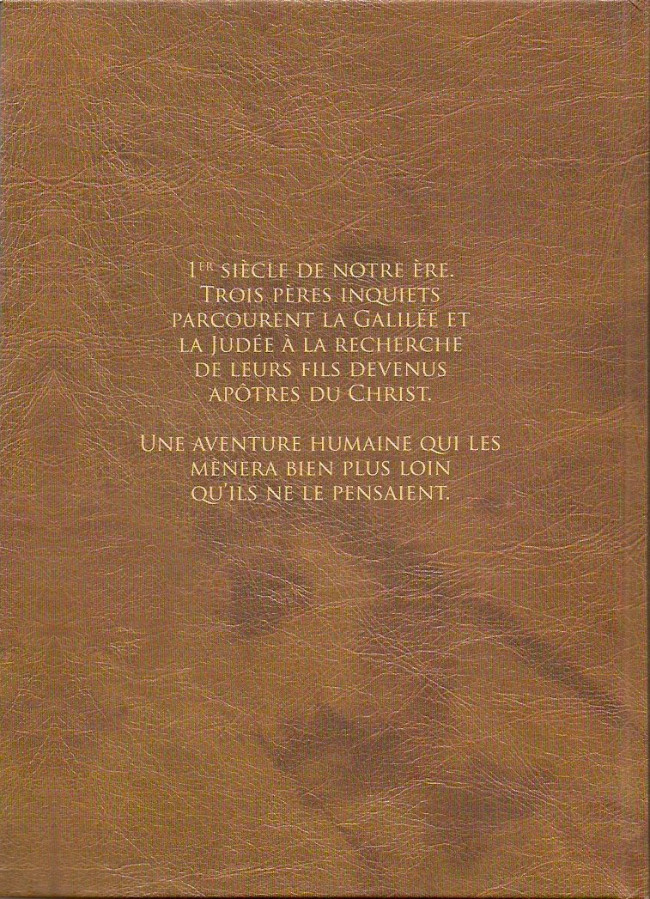 1ER SIÈCLE DE NOTRE ÈRE.
TROIS PÈRES INQUIETS
PARCOURENT LA GALILÉE ET
LA JUDÉE À LA RECHERCHE
DE LEURS FILS DEVENUS
APÔTRES DU CHRIST.
UNE AVENTURE HUMAINE QUI LES
MÈNERA BIEN PLUS LOIN
QU'ILS NE LE PENSAIENT.